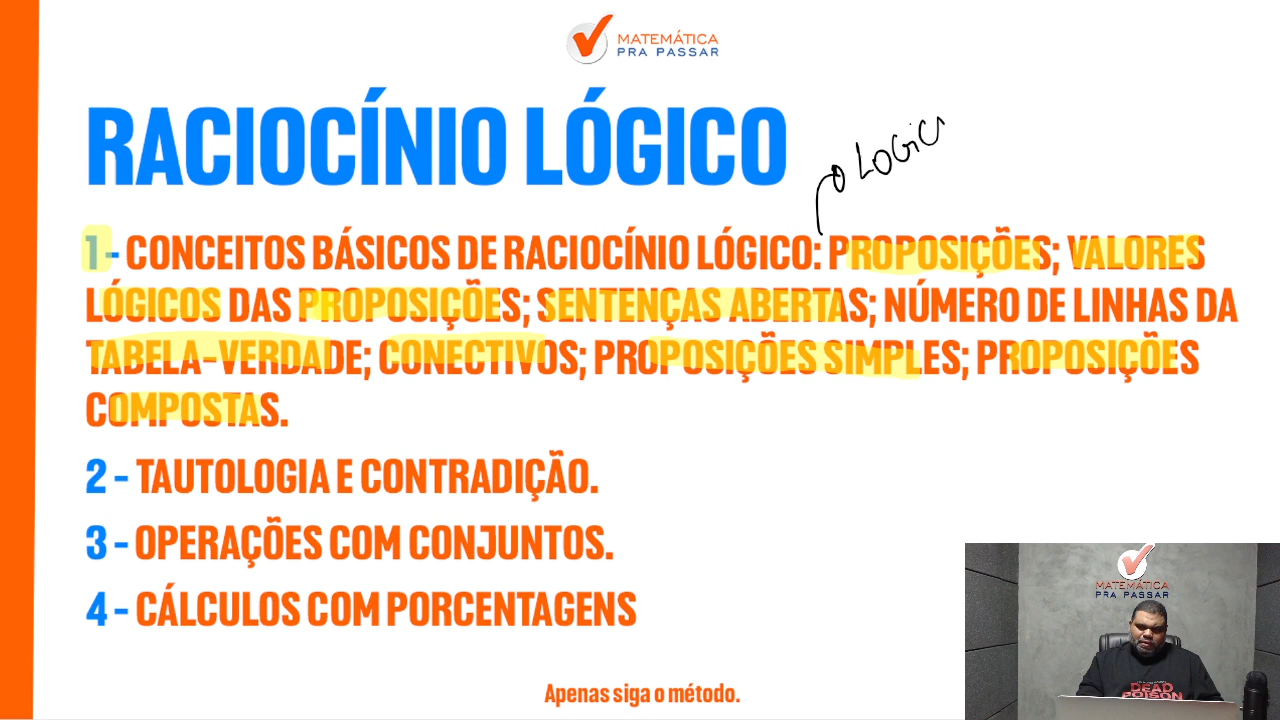 MATEMÁTICA
PRA PASSAR
RACIOCÍNIO LÓGICO
LOGIC
1 - CONCEITOS BÁSICOS DE RACIOCÍNIO LÓGICO: PROPOSIÇÕES; VALORES
LÓGICOS DAS PROPOSIÇÕES; SENTENÇAS ABERTAS; NÚMERO DE LINHAS DA
TABELA-VERDADE; CONECTIVOS; PROPOSIÇÕES SIMPLES; PROPOSIÇÕES
COMPOSTAS.
2 - TAUTOLOGIA E CONTRADIÇÃO.
3 - OPERAÇÕES COM CONJUNTOS.
4 - CÁLCULOS COM PORCENTAGENS
MATEMÁTICA
PRA PASSAR
DEAD
POISON
Apenas siga o método.